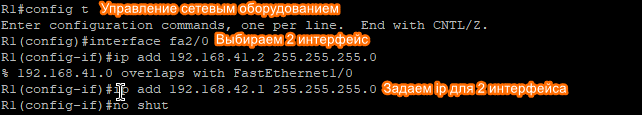 R1#config t Управление сетевым оборудованием
Enter configuration commands, one per line.  End with CNTL/Z.
R1(config)#interface fa2/0 Выбираем 2 интерфейс
R1(config-if)#ip add 192.168.41.2 255.255.255.0
% 192.168.41.0 overlaps with FastEthernet1/0
R1(config-if)#ip add 192.168.42.1 255.255.255.0 Задаем ip для 2 интерфейса
R1(config-if)#no shut